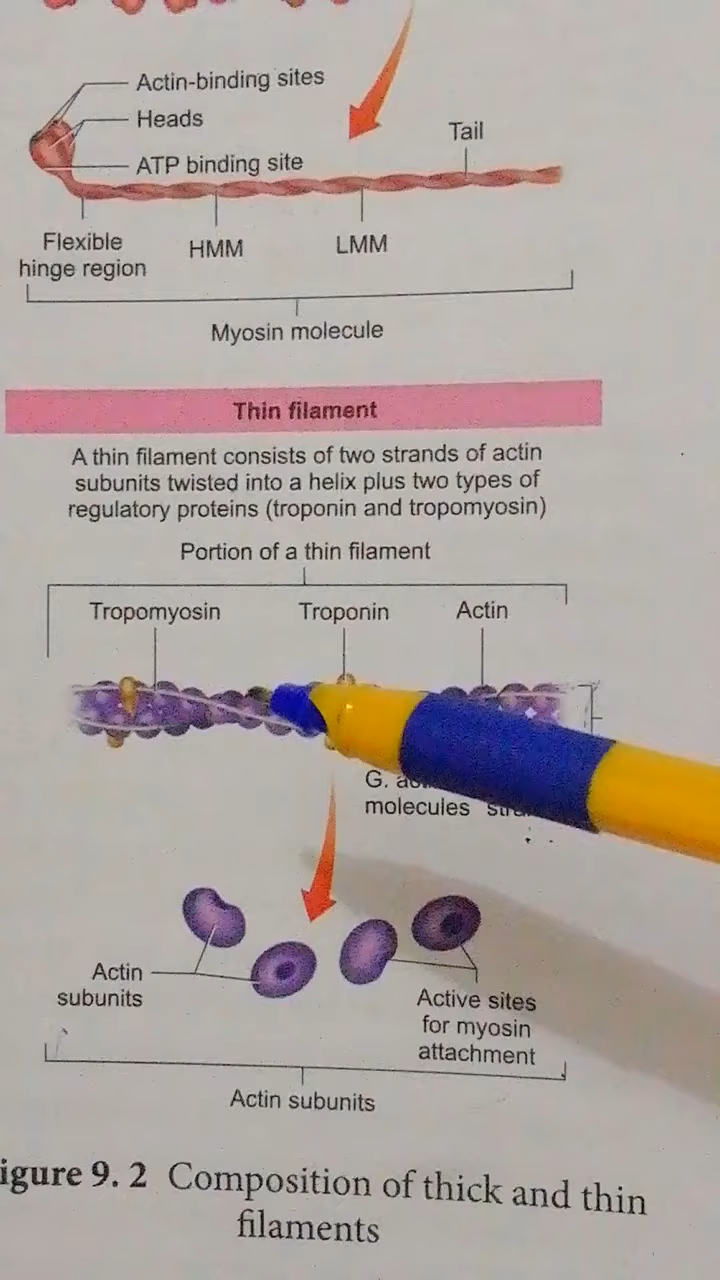 Actin-binding sites
Heads
Tail
ATP binding site
Flexible
hinge region
HMM
LMM
Myosin molecule
Thin filament
A thin filament consists of two strands of actin
subunits twisted into a helix plus two types of
regulatory proteins (troponin and tropomyosin)
Portion of a thin filament
Tropomyosin
Troponin
Actin
G.
molecules
Actin
subunits
Active sites
for myosin
attachment
Actin subunits
igure 9. 2 Composition of thick and thin
filaments